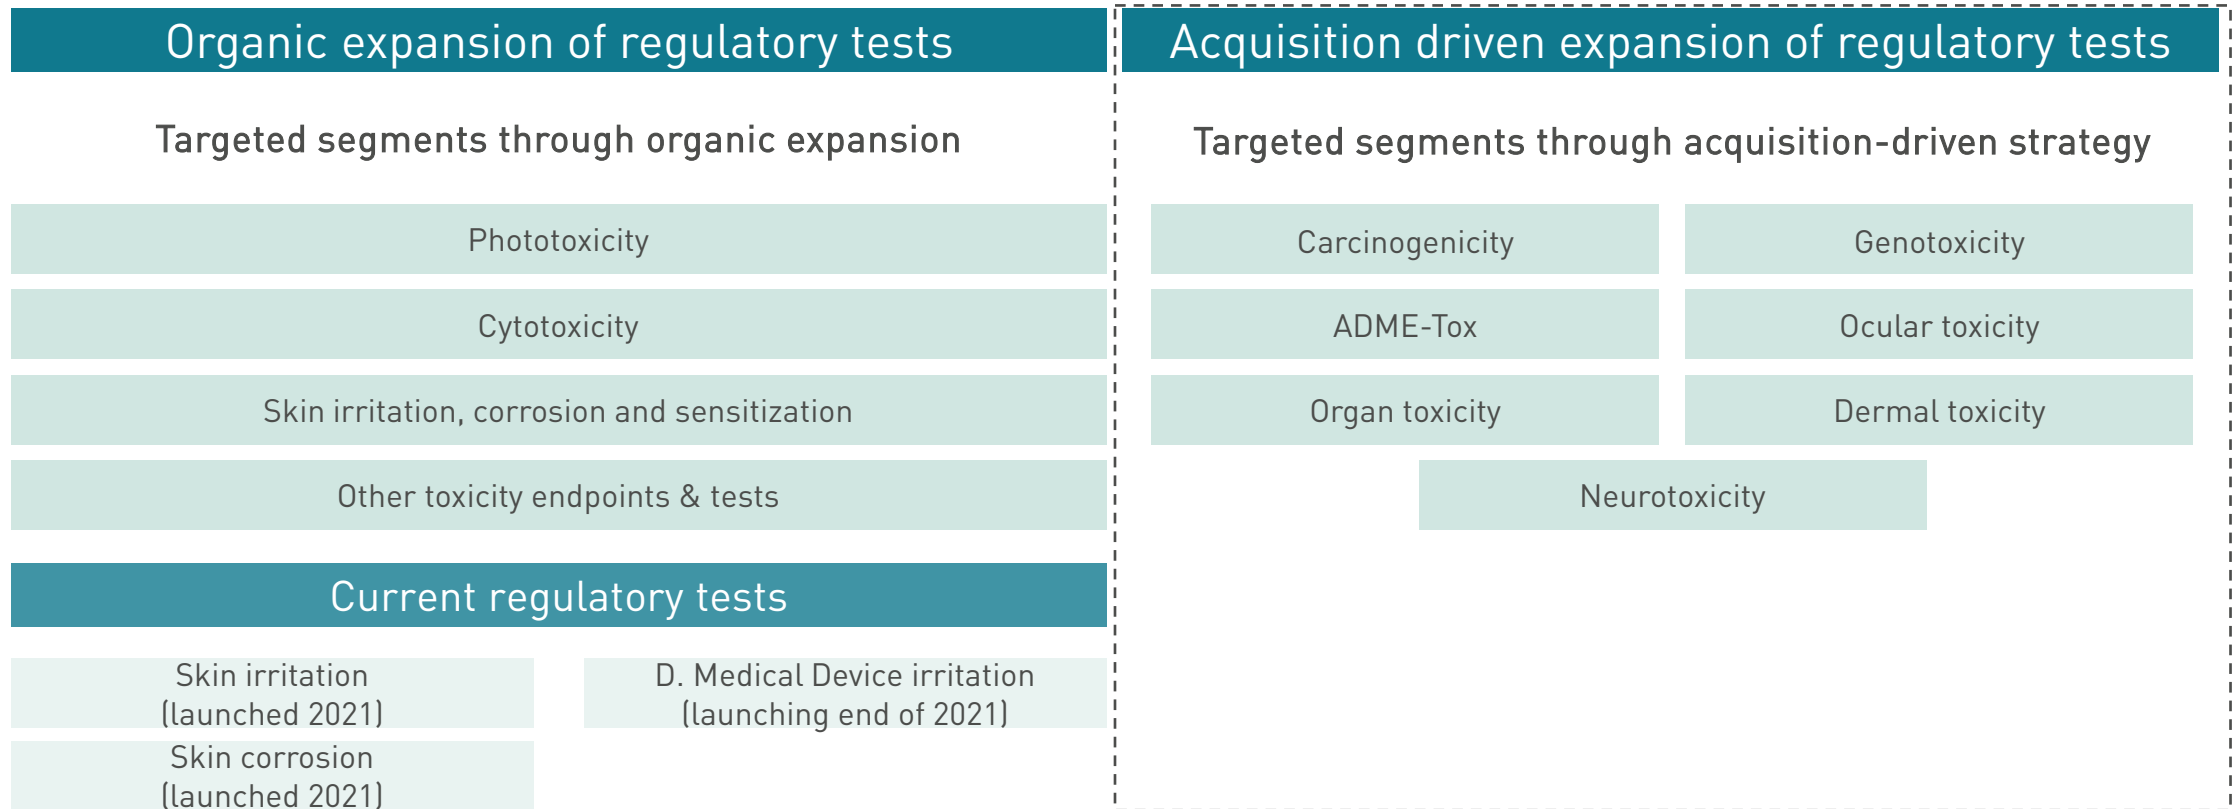 Organic expansion of regulatory tests
Targeted segments through organic expansion
Phototoxicity
Cytotoxicity
Skin irritation, corrosion and sensitization
Other toxicity endpoints & tests
Current regulatory tests
Skin irritation
(launched 2021)
D. Medical Device irritation
(launching end of 2021)
Skin corrosion
(launched 2021)
Acquisition driven expansion of regulatory tests
Targeted segments through acquisition-driven strategy
Carcinogenicity
Genotoxicity
ADME-Tox
Ocular toxicity
Organ toxicity
Dermal toxicity
Neurotoxicity